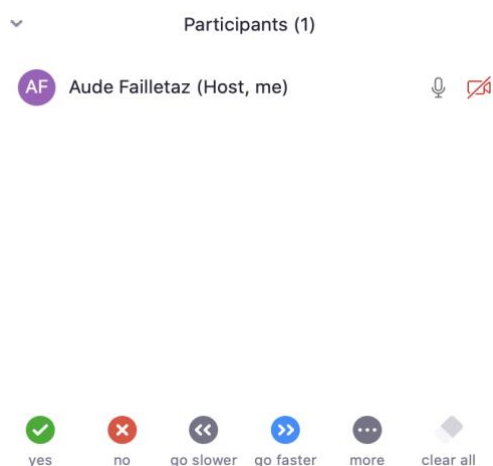 Participants (1)
AF Aude Failletaz (Host, me)
yes no go slower go faster more clear all